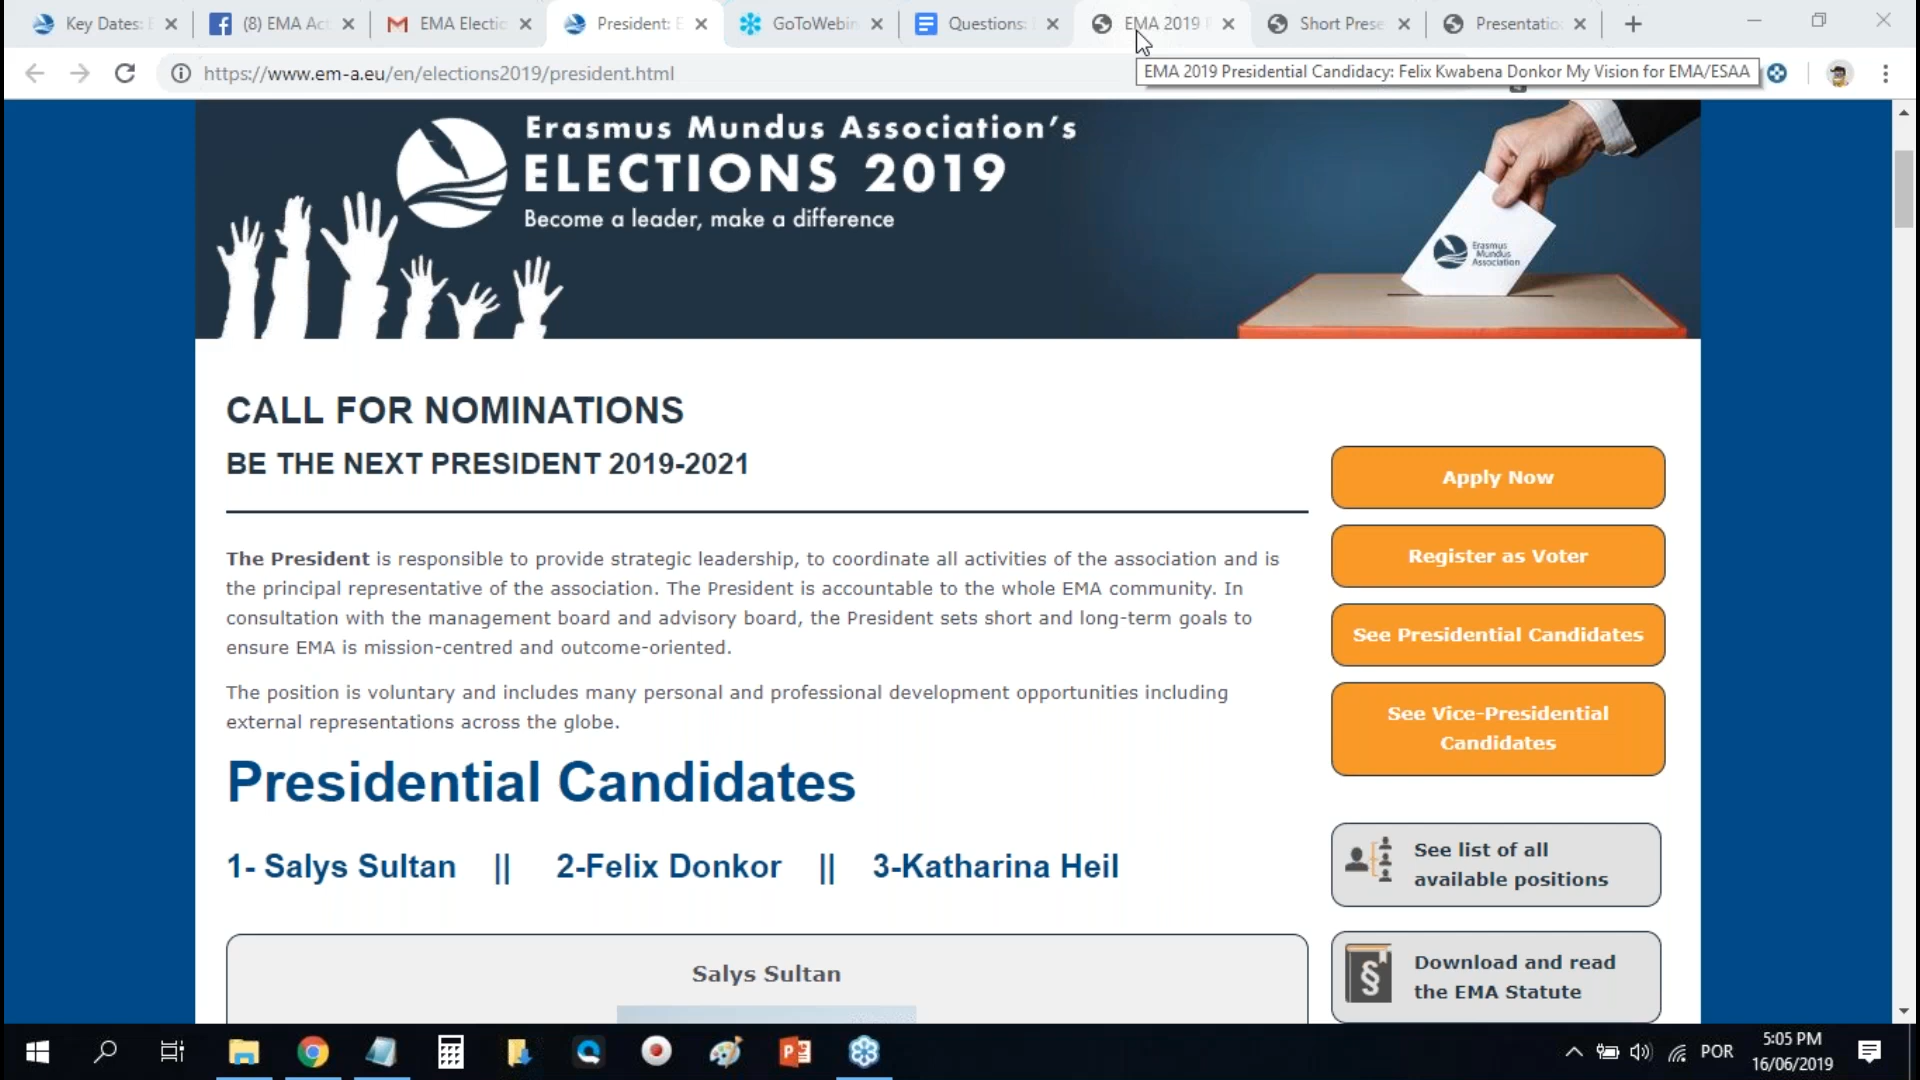 Key Dates: E
(8) EMA Act
EMA Electio
President: E
GoToWebin
Questions:
EMA 2019 P
Short Prese
Presentatio
https://www.em-a.eu/en/elections2019/president.html
EMA 2019 Presidential Candidacy: Felix Kwabena Donkor My Vision for EMA/ESAA
Erasmus Mundus Association's
ELECTIONS 2019
Become a leader, make a difference
Erasmus
Mundus
Association
CALL FOR NOMINATIONS
BE THE NEXT PRESIDENT 2019-2021
The President is responsible to provide strategic leadership, to coordinate all activities of the association and is
the principal representative of the association. The President is accountable to the whole EMA community. In
consultation with the management board and advisory board, the President sets short and long-term goals to
ensure EMA is mission-centred and outcome-oriented.
The position is voluntary and includes many personal and professional development opportunities including
external representations across the globe.
Presidential Candidates
1- Salys Sultan || 2-Felix Donkor || 3-Katharina Heil
Salys Sultan
Apply Now
Register as Voter
See Presidential Candidates
See Vice-Presidential
Candidates
See list of all
available positions
Download and read
the EMA Statute
POR
5:05 PM
16/06/2019